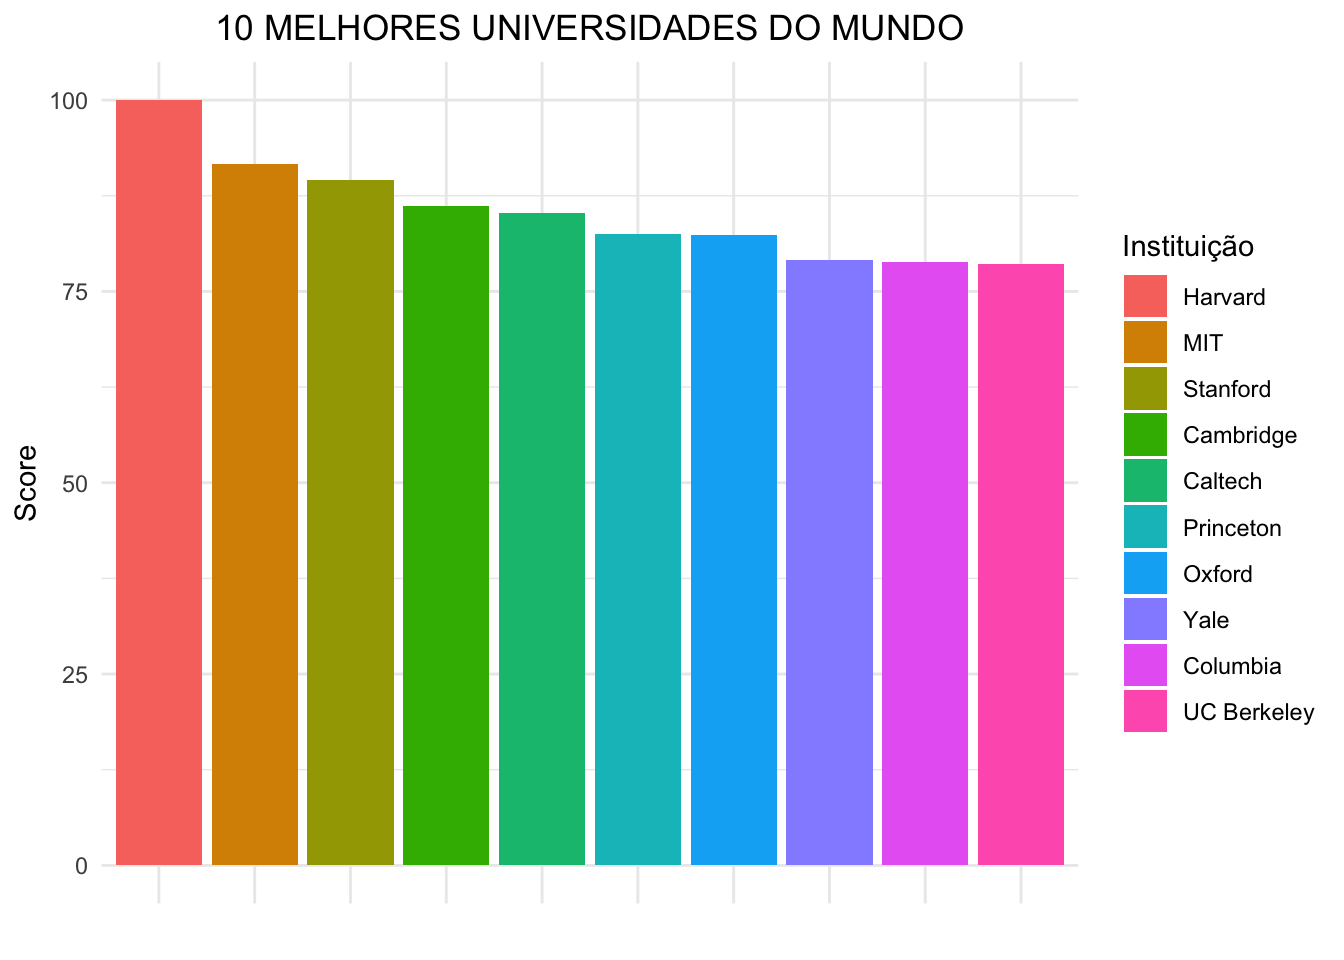 10 MELHORES UNIVERSIDADES DO MUNDO
Score
100
75
50
25
0
Instituição
Harvard
MIT
Stanford
Cambridge
Caltech
Princeton
Oxford
Yale
Columbia
UC Berkeley